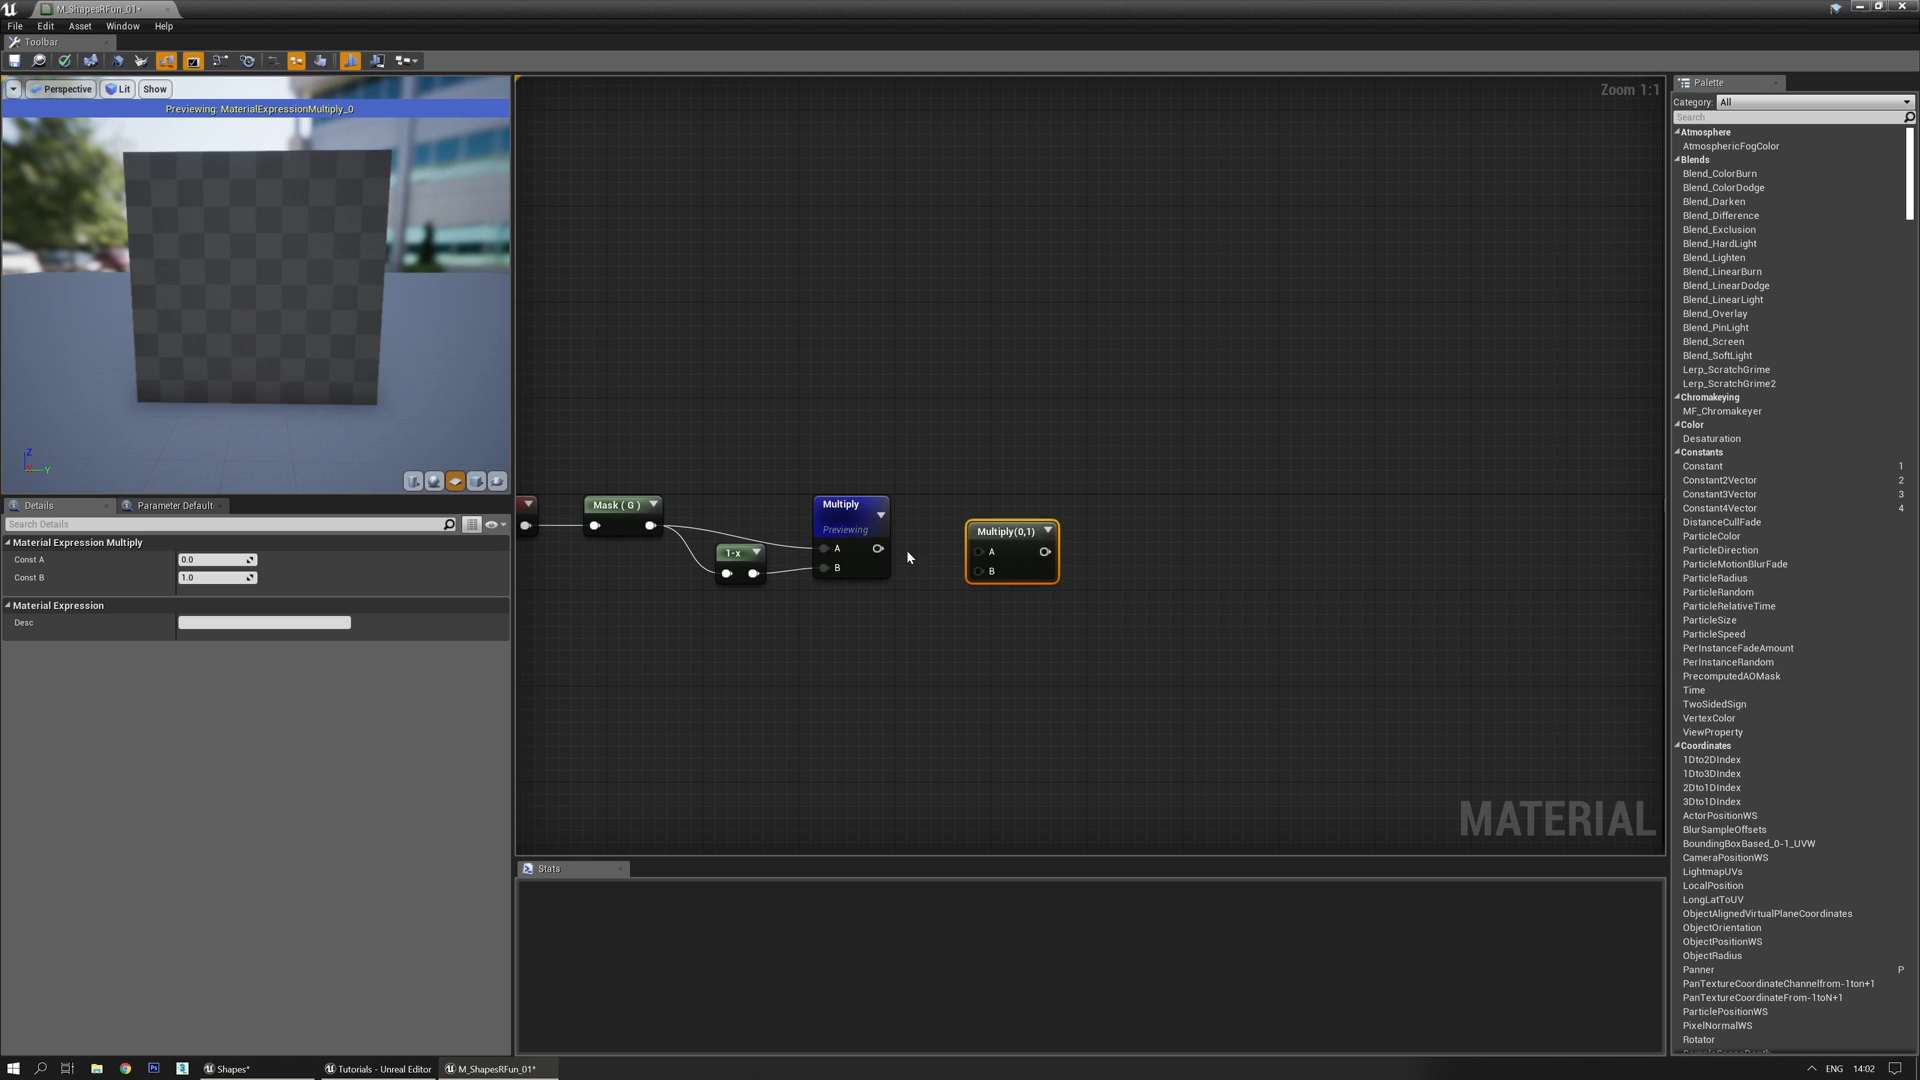 M_ShapesRFun_01*
File Edit Asset Window Help
Toolbar
Perspective Lit Show
Previewing: MaterialExpressionMultiply_0
Z
Y
Details Parameter Default
Search Details
Material Expression Multiply
Const A 0.0
Const B 1.0
Material Expression
Desc
Zoom 1:1
Mask ( G )
1-x
Multiply
Previewing
A
B
Multiply(0,1)
A
B
MATERIAL
Stats
Palette
Category: All
Search
Atmosphere
AtmosphericFogColor
Blends
Blend_ColorBurn
Blend_ColorDodge
Blend_Darken
Blend_Difference
Blend_Exclusion
Blend_HardLight
Blend_Lighten
Blend_LinearBurn
Blend_LinearDodge
Blend_LinearLight
Blend_Overlay
Blend_PinLight
Blend_Screen
Blend_SoftLight
Lerp_ScratchGrime
Lerp_ScratchGrime2
Chromakeying
MF_Chromakeyer
Color
Desaturation
Constants
Constant 1
Constant2Vector 2
Constant3Vector 3
Constant4Vector 4
DistanceCullFade
ParticleColor
ParticleDirection
ParticleMotionBlurFade
ParticleRadius
ParticleRandom
ParticleRelativeTime
ParticleSize
ParticleSpeed
PerInstanceFadeAmount
PerInstanceRandom
PrecomputedAOMask
Time
TwoSidedSign
VertexColor
ViewProperty
Coordinates
1Dto2DIndex
1Dto3DIndex
2Dto1DIndex
3Dto1DIndex
ActorPositionWS
BlurSampleOffsets
BoundingBoxBased_0-1_UVW
CameraPositionWS
LightmapUVs
LocalPosition
LongLatToUV
ObjectAlignedVirtualPlaneCoordinates
ObjectOrientation
ObjectPositionWS
ObjectRadius
Panner P
PanTextureCoordinateChannelfrom-1ton+1
PanTextureCoordinateFrom-1toN+1
ParticlePositionWS
PixelNormalWS
Rotator
Shapes* Tutorials - Unreal Editor M_ShapesRFun_01* ENG 14:02